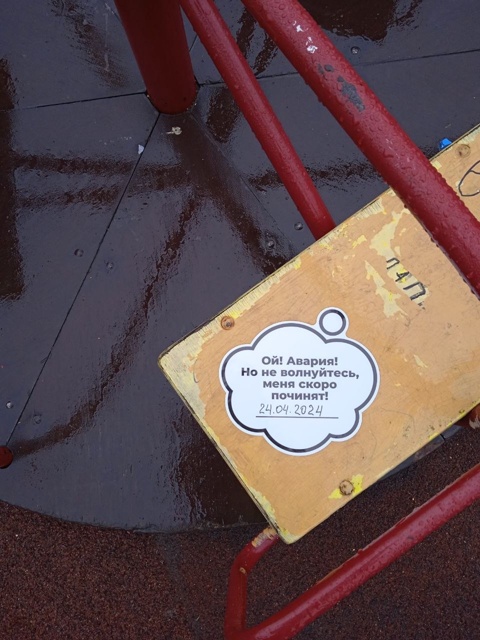 Л+П
Ой! Авария!
Но не волнуйтесь,
меня скоро
починят!
24.04.2024